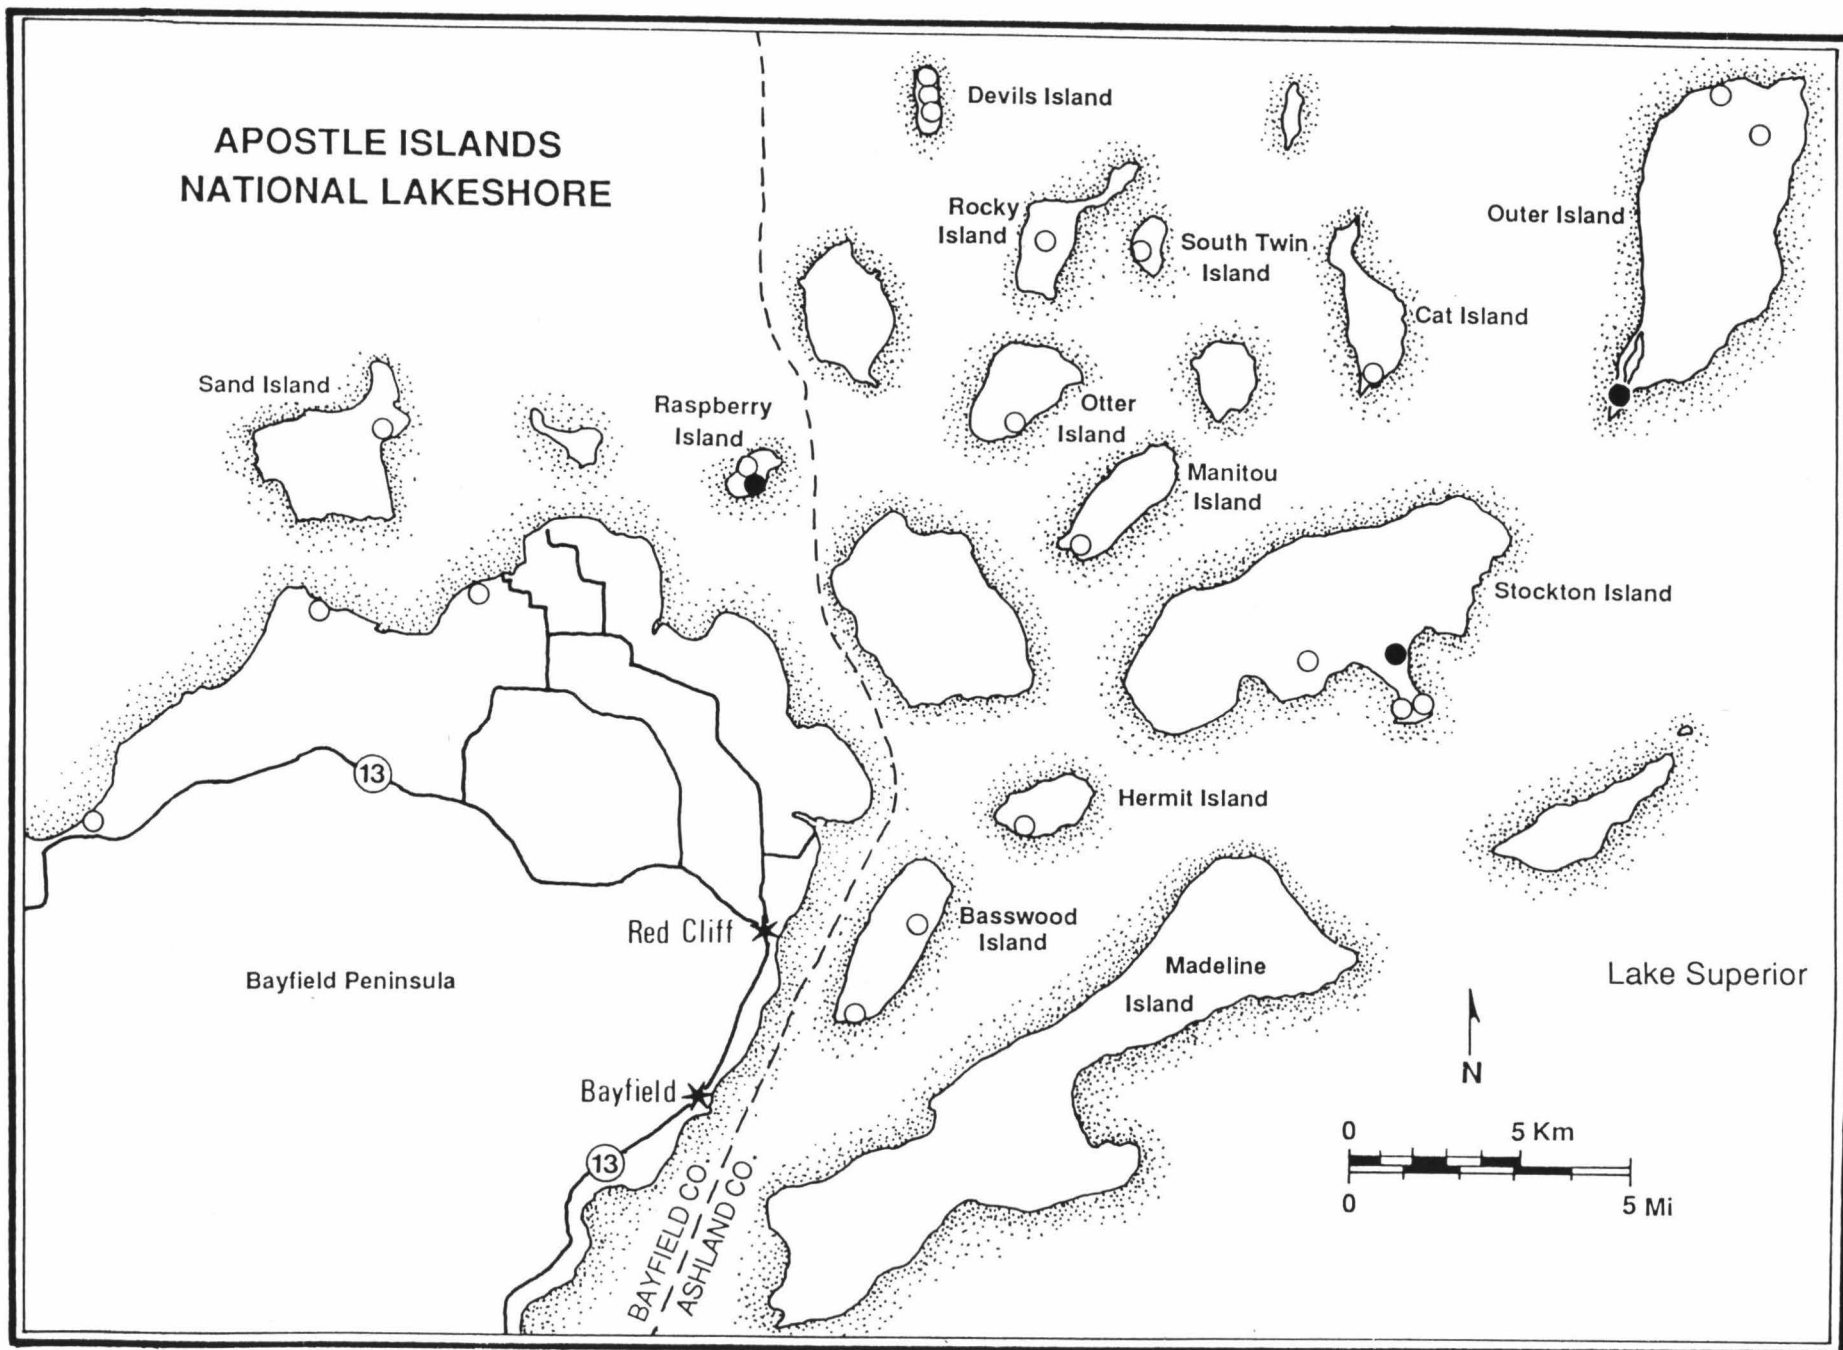 APOSTLE ISLANDS
NATIONAL LAKESHORE
Devils Island
Rocky
Island
South Twin
Island
Outer Island
Cat Island
Sand Island
Raspberry
Island
Otter
Island
Manitou
Island
Stockton Island
13
Hermit Island
Red Cliff
Basswood
Island
Madeline
Island
Bayfield Peninsula
Lake Superior
N
Bayfield
13
BAYFIELD CO.
ASHLAND CO.
0 5 Km
0 5 Mi